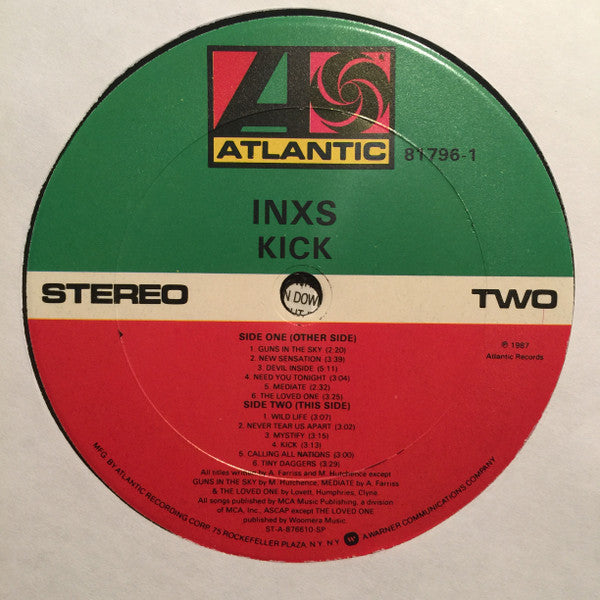 ATLANTIC
81796-1
INXS
KICK
STEREO
TWO
N DOW
℗ 1987
Atlantic Records
SIDE ONE (OTHER SIDE)
1. GUNS IN THE SKY (2:20)
2. NEW SENSATION (3:39)
3. DEVIL INSIDE (5:11)
4. NEED YOU TONIGHT (3:04)
5. MEDIATE (2:32)
6. THE LOVED ONE (3:25)
SIDE TWO (THIS SIDE)
1. WILD LIFE (3:07)
2. NEVER TEAR US APART (3:02)
3. MYSTIFY (3:15)
4. KICK (3:13)
5. CALLING ALL NATIONS (3:00)
6. TINY DAGGERS (3:29)
All titles written by A. Farriss and M. Hutchence except
GUNS IN THE SKY by M. Hutchence, MEDIATE by A. Farriss
& THE LOVED ONE by Lovett, Humphries, Clyne
All songs published by MCA Music Publishing, a division
of MCA, Inc., ASCAP except THE LOVED ONE
published by Woomera Music.
ST-A-876610-SP
MFG. BY ATLANTIC RECORDING CORP. 75 ROCKEFELLER PLAZA, N.Y. N.Y. A WARNER COMMUNICATIONS COMPANY